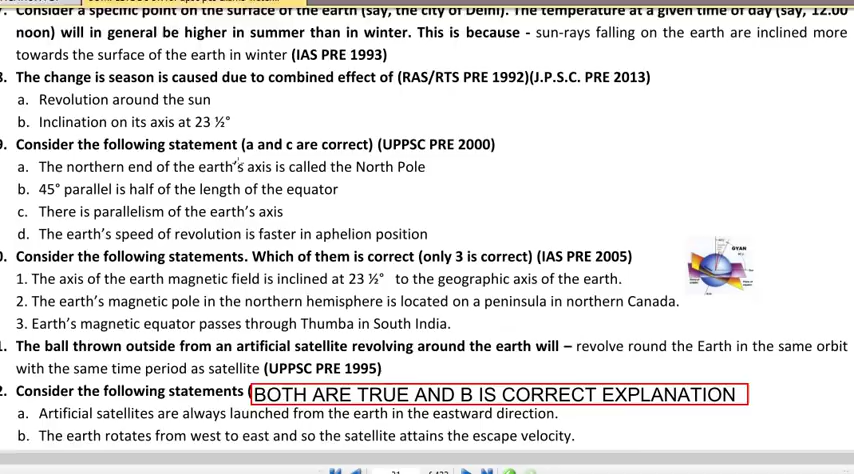 7. Consider a specific point on the surface of the earth (say, the city of Delhi). The temperature at a given time of day (say, 12.00
noon) will in general be higher in summer than in winter. This is because - sun-rays falling on the earth are inclined more
towards the surface of the earth in winter (IAS PRE 1993)
8. The change is season is caused due to combined effect of (RAS/RTS PRE 1992)(J.P.S.C. PRE 2013)
a. Revolution around the sun
b. Inclination on its axis at 23 ½°
9. Consider the following statement (a and c are correct) (UPPSC PRE 2000)
a. The northern end of the earth's axis is called the North Pole
b. 45° parallel is half of the length of the equator
c. There is parallelism of the earth's axis
d. The earth's speed of revolution is faster in aphelion position
0. Consider the following statements. Which of them is correct (only 3 is correct) (IAS PRE 2005)
GYAN
1. The axis of the earth magnetic field is inclined at 23 ½° to the geographic axis of the earth.
2. The earth's magnetic pole in the northern hemisphere is located on a peninsula in northern Canada.
3. Earth's magnetic equator passes through Thumba in South India.
1. The ball thrown outside from an artificial satellite revolving around the earth will – revolve round the Earth in the same orbit
with the same time period as satellite (UPPSC PRE 1995)
2. Consider the following statements ( BOTH ARE TRUE AND B IS CORRECT EXPLANATION
a. Artificial satellites are always launched from the earth in the eastward direction.
b. The earth rotates from west to east and so the satellite attains the escape velocity.